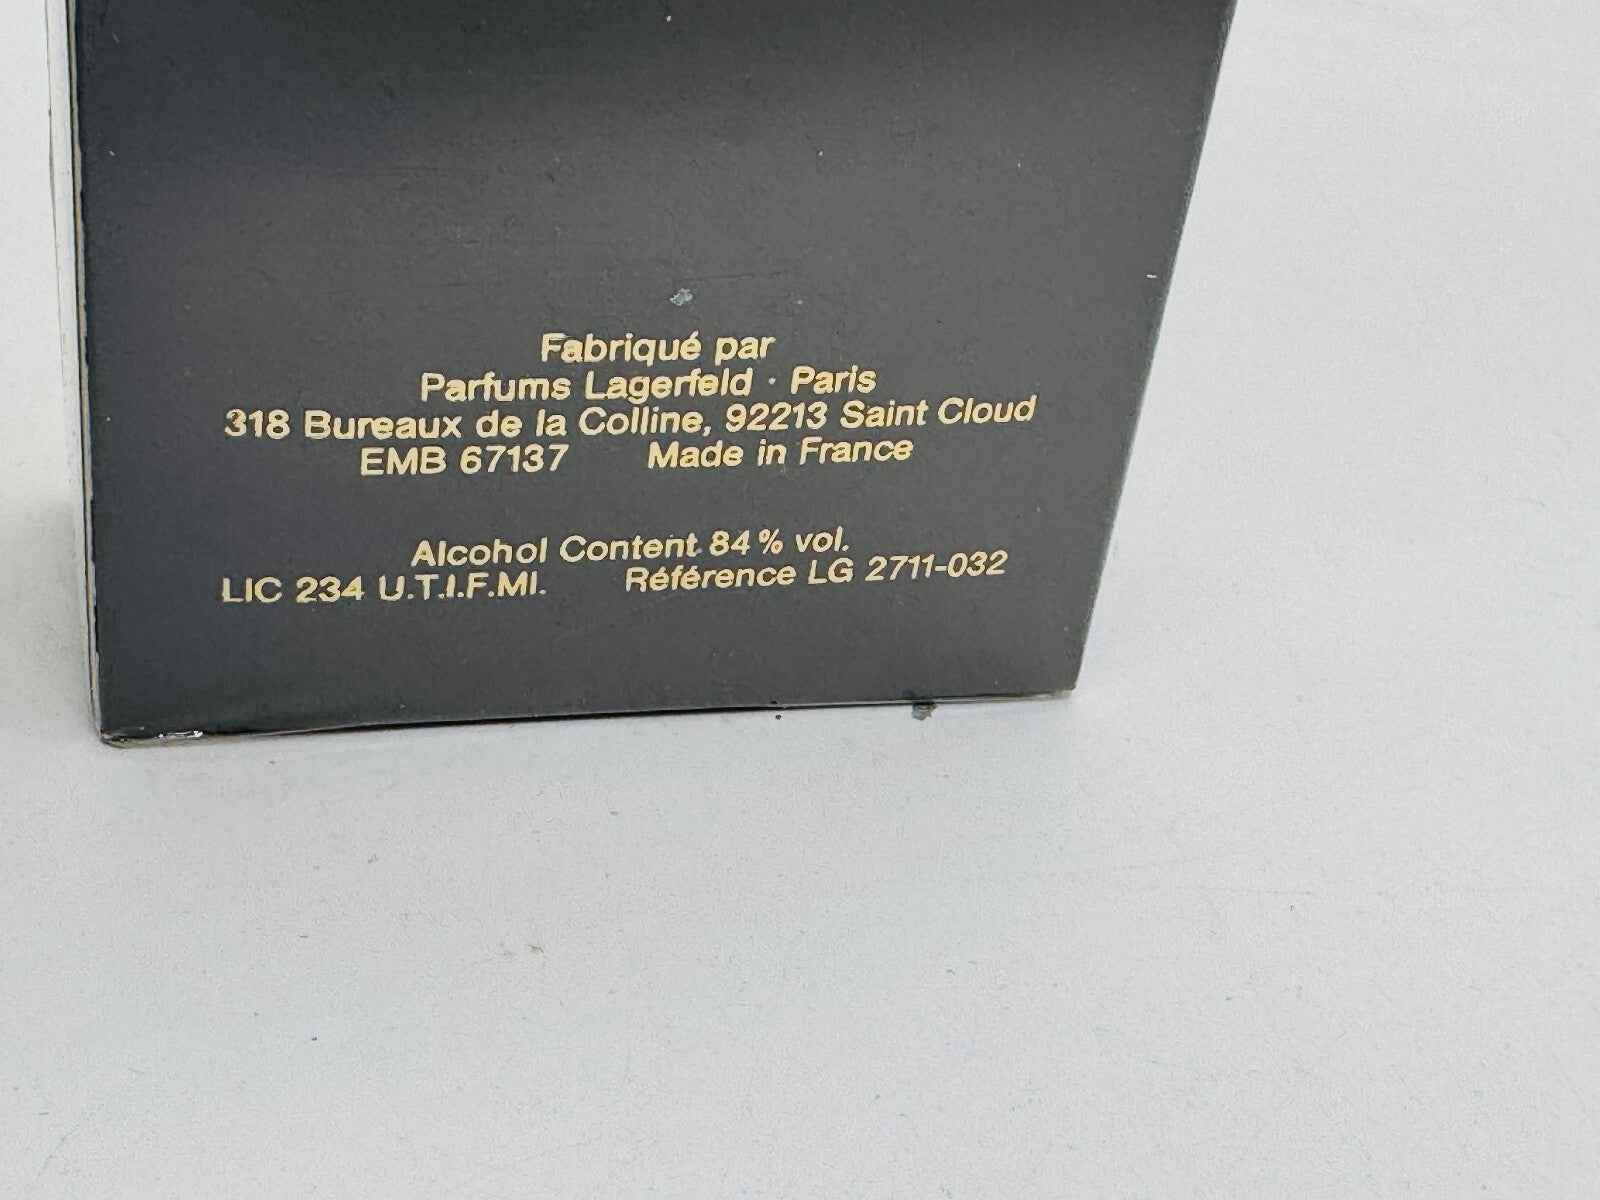 Fabriqué par
Parfums Lagerfeld · Paris
318 Bureaux de la Colline, 92213 Saint Cloud
EMB 67137 Made in France
Alcohol Content 84% vol.
LIC 234 U.T.I.F.MI. Référence LG 2711-032